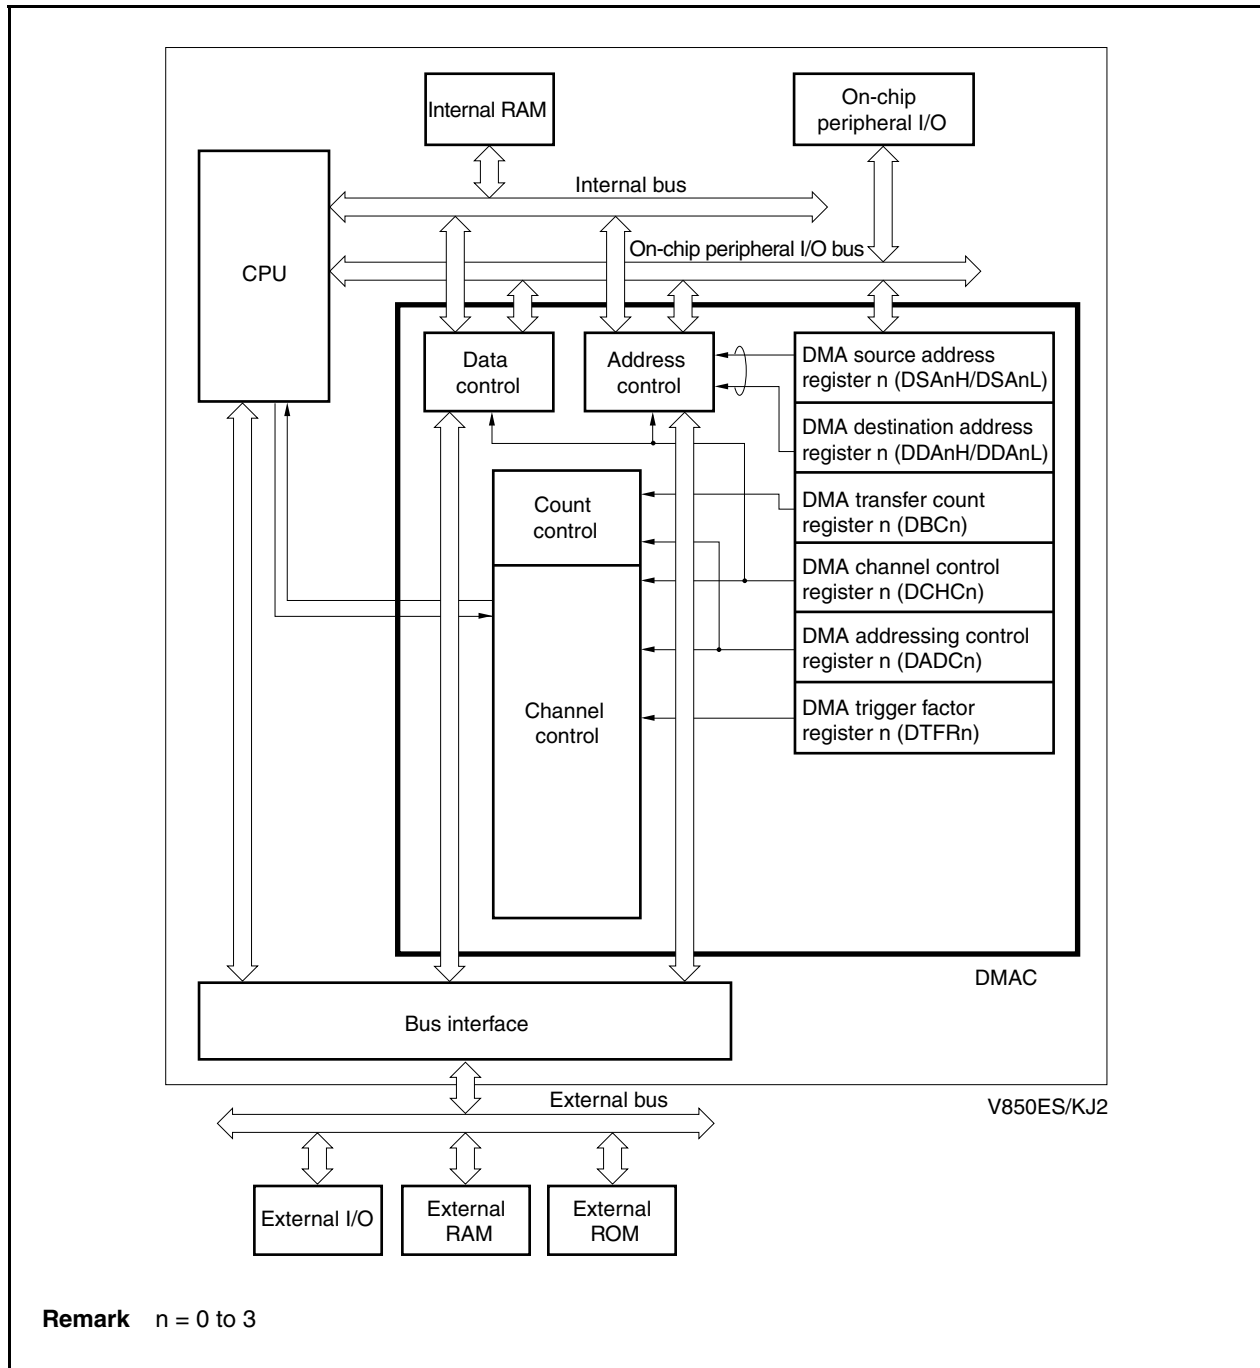 Internal RAM
On-chip
peripheral I/O
Internal bus
On-chip peripheral I/O bus
CPU
Data
control
Address
control
DMA source address
register n (DSAnH/DSAnL)
DMA destination address
register n (DDAnH/DDAnL)
Count
control
DMA transfer count
register n (DBCn)
DMA channel control
register n (DCHCn)
DMA addressing control
register n (DADCn)
Channel
control
DMA trigger factor
register n (DTFRn)
DMAC
Bus interface
External bus
V850ES/KJ2
External I/O
External
RAM
External
ROM
Remark n = 0 to 3